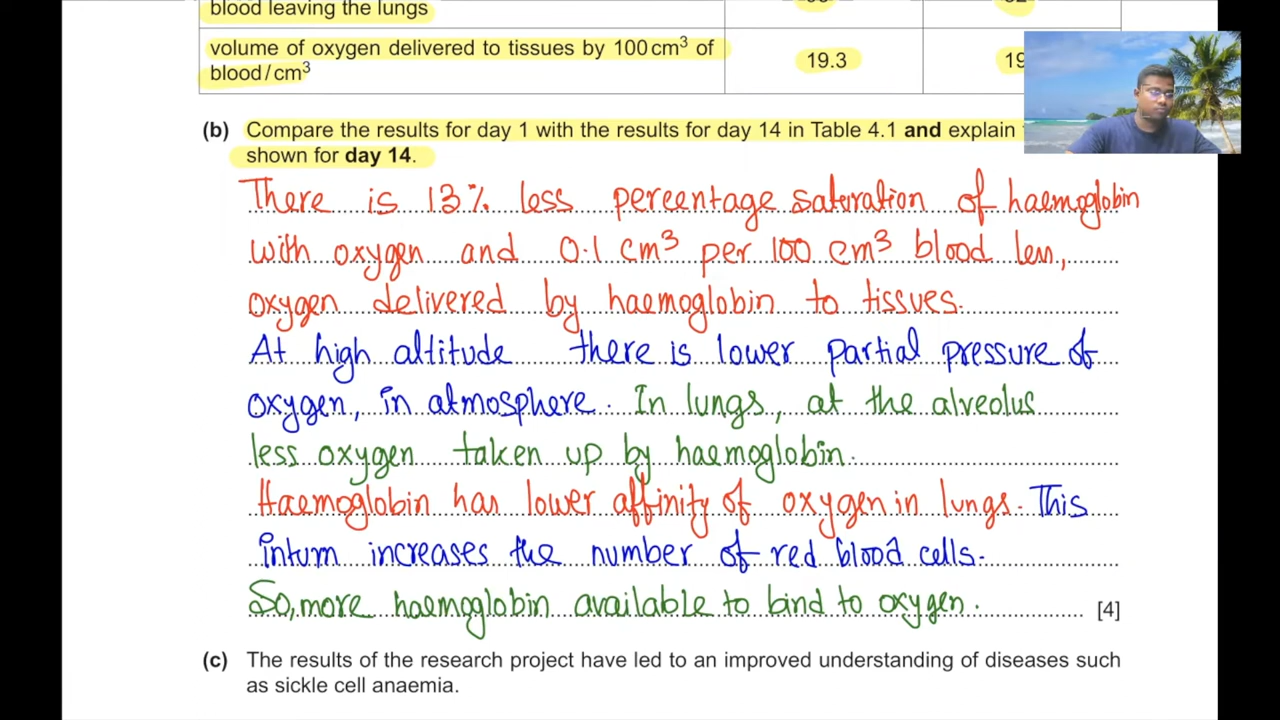 blood leaving the lungs
volume of oxygen delivered to tissues by 100 cm³ of blood / cm³ 19.3 19
(b) Compare the results for day 1 with the results for day 14 in Table 4.1 and explain
shown for day 14.
There is 13% less percentage saturation of haemoglobin
with oxygen and 0.1 cm³ per 100 cm³ blood less,
oxygen delivered by haemoglobin to tissues.
At high altitude there is lower partial pressure of
oxygen, in atmosphere. In lungs, at the alveolus
less oxygen taken up by haemoglobin.
Haemoglobin has lower affinity of oxygen in lungs. This
inturn increases the number of red blood cells.
So, more haemoglobin available to bind to oxygen. [4]
(c) The results of the research project have led to an improved understanding of diseases such
as sickle cell anaemia.